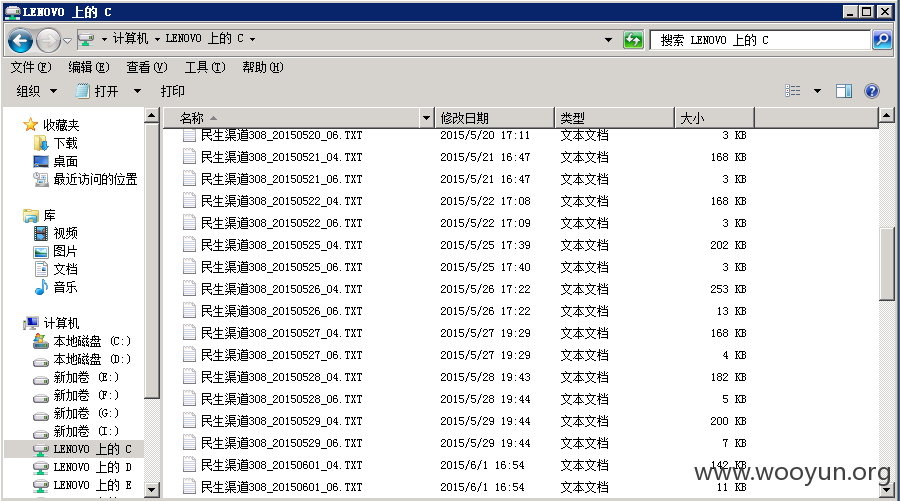 LENOVO 上的 C
计算机 LENOVO 上的 C
搜索 LENOVO 上的 C
文件(F) 编辑(E) 查看(V) 工具(T) 帮助(H)
组织 打开 打印
收藏夹
下载
桌面
最近访问的位置
库
视频
图片
文档
音乐
计算机
本地磁盘 (C:)
本地磁盘 (D:)
新加卷 (E:)
新加卷 (F:)
新加卷 (G:)
新加卷 (I:)
LENOVO 上的 C
LENOVO 上的 D
LENOVO 上的 E
名称 修改日期 类型 大小
民生渠道308_20150520_06.TXT 2015/5/20 17:11 文本文档 3 KB
民生渠道308_20150521_04.TXT 2015/5/21 16:47 文本文档 168 KB
民生渠道308_20150521_06.TXT 2015/5/21 16:47 文本文档 3 KB
民生渠道308_20150522_04.TXT 2015/5/22 17:08 文本文档 168 KB
民生渠道308_20150522_06.TXT 2015/5/22 17:09 文本文档 3 KB
民生渠道308_20150525_04.TXT 2015/5/25 17:39 文本文档 202 KB
民生渠道308_20150525_06.TXT 2015/5/25 17:40 文本文档 3 KB
民生渠道308_20150526_04.TXT 2015/5/26 17:22 文本文档 253 KB
民生渠道308_20150526_06.TXT 2015/5/26 17:22 文本文档 13 KB
民生渠道308_20150527_04.TXT 2015/5/27 19:29 文本文档 168 KB
民生渠道308_20150527_06.TXT 2015/5/27 19:29 文本文档 4 KB
民生渠道308_20150528_04.TXT 2015/5/28 19:43 文本文档 182 KB
民生渠道308_20150528_06.TXT 2015/5/28 19:44 文本文档 5 KB
民生渠道308_20150529_04.TXT 2015/5/29 19:44 文本文档 200 KB
民生渠道308_20150529_06.TXT 2015/5/29 19:44 文本文档 7 KB
民生渠道308_20150601_04.TXT 2015/6/1 16:54 文本文档 142 KB
民生渠道308_20150601_06.TXT 2015/6/1 16:54 文本文档 11 KB
www.wooyun.org